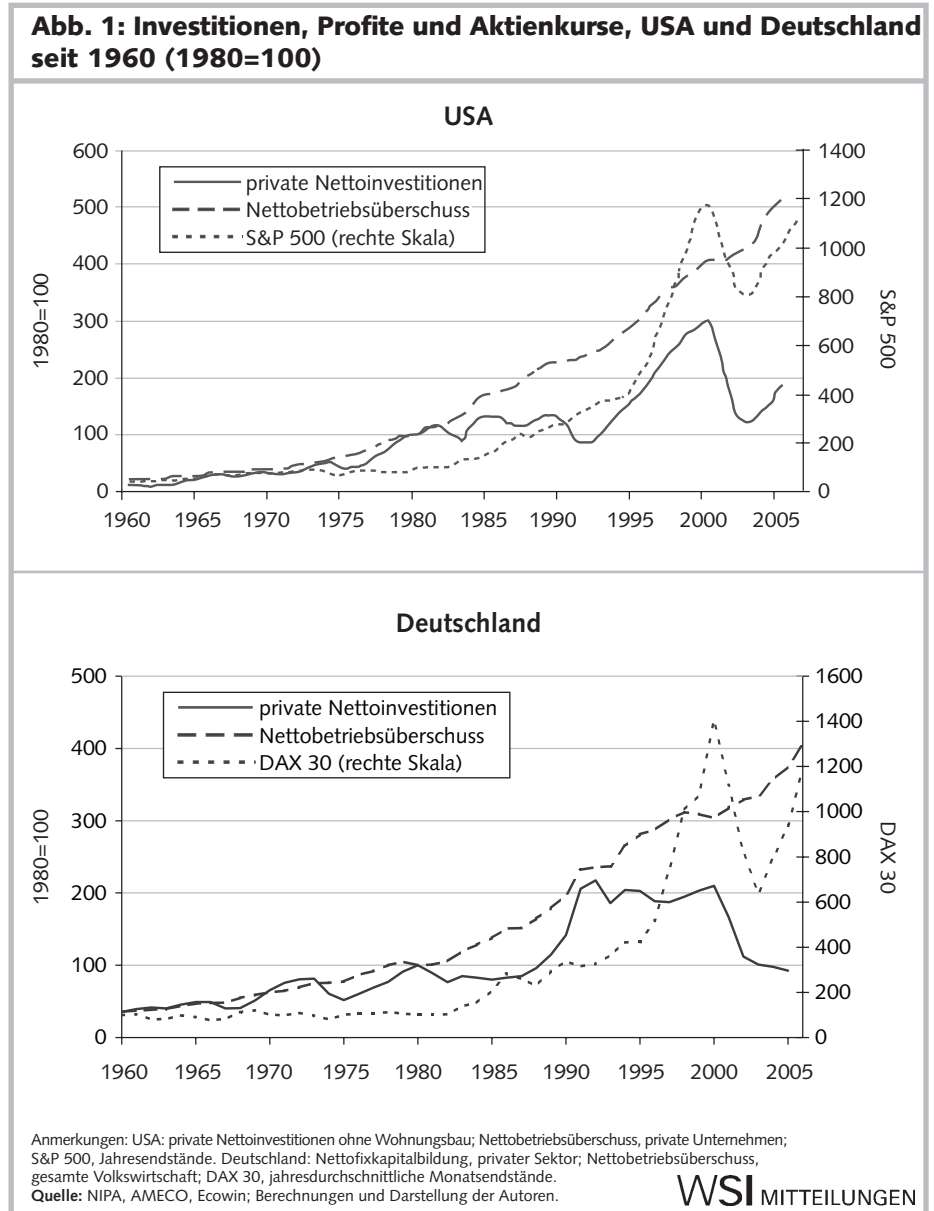 Abb. 1: Investitionen, Profite und Aktienkurse, USA und Deutschland
seit 1960 (1980=100)
USA
600
500
400
300
200
100
0
1980=100
private Nettoinvestitionen
Nettobetriebsüberschuss
S&P 500 (rechte Skala)
1400
1200
1000
800
600
400
200
0
S&P 500
1960 1965 1970 1975 1980 1985 1990 1995 2000 2005
Deutschland
500
400
300
200
100
0
1980=100
private Nettoinvestitionen
Nettobetriebsüberschuss
DAX 30 (rechte Skala)
1600
1400
1200
1000
800
600
400
200
0
DAX 30
1960 1965 1970 1975 1980 1985 1990 1995 2000 2005
Anmerkungen: USA: private Nettoinvestitionen ohne Wohnungsbau; Nettobetriebsüberschuss, private Unternehmen;
S&P 500, Jahresendstände. Deutschland: Nettofixkapitalbildung, privater Sektor; Nettobetriebsüberschuss,
gesamte Volkswirtschaft; DAX 30, jahresdurchschnittliche Monatsendstände.
Quelle: NIPA, AMECO, Ecowin; Berechnungen und Darstellung der Autoren.
WSI MITTEILUNGEN